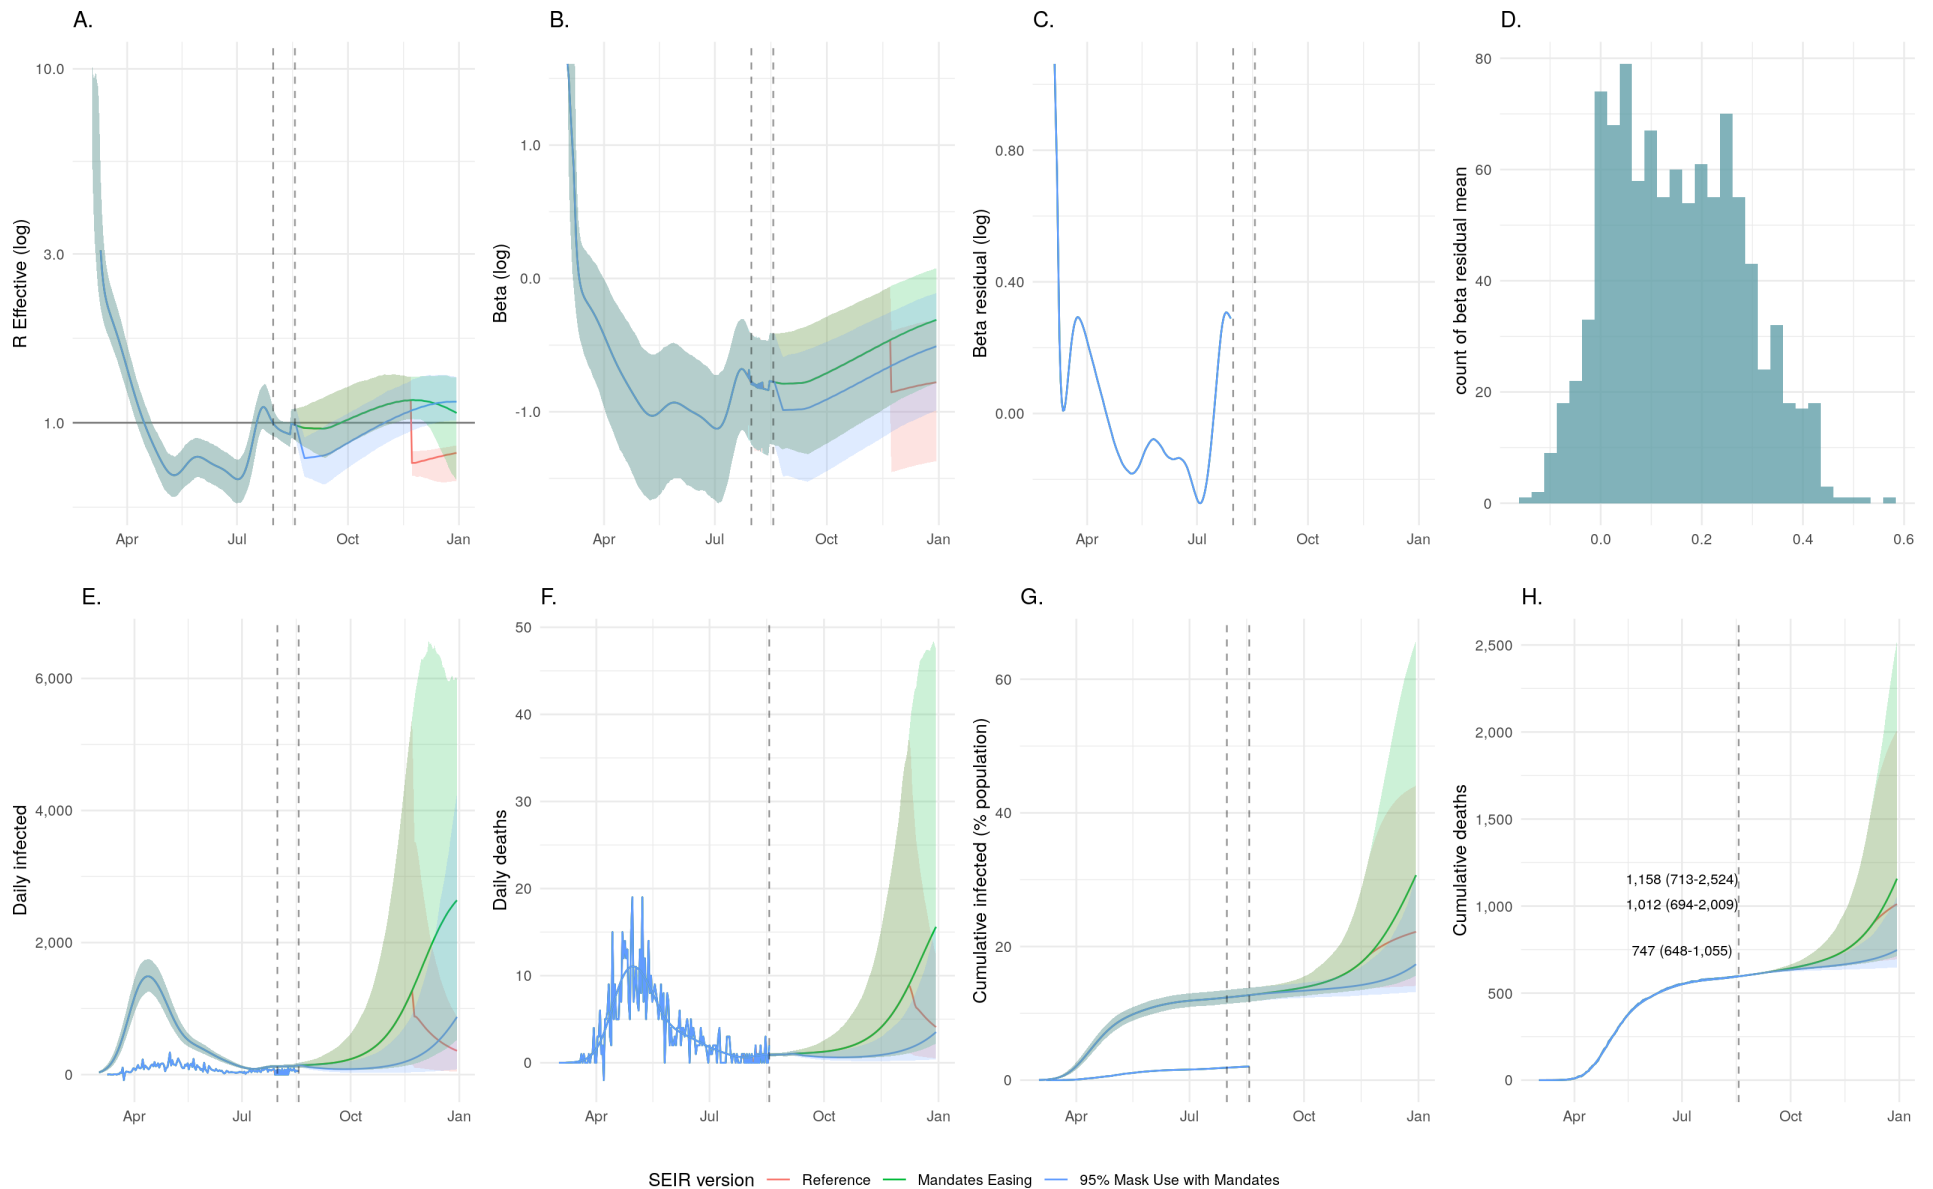 A.
R Effective (log)
10.0
3.0
1.0
Apr Jul Oct Jan
B.
Beta (log)
1.0
0.0
-1.0
Apr Jul Oct Jan
C.
Beta residual (log)
0.80
0.40
0.00
Apr Jul Oct Jan
D.
count of beta residual mean
80
60
40
20
0
0.0 0.2 0.4 0.6
E.
Daily infected
6,000
4,000
2,000
0
Apr Jul Oct Jan
F.
Daily deaths
50
40
30
20
10
0
Apr Jul Oct Jan
G.
Cumulative infected (% population)
60
40
20
0
Apr Jul Oct Jan
H.
Cumulative deaths
2,500
2,000
1,500
1,000
500
0
1,158 (713-2,524)
1,012 (694-2,009)
747 (648-1,055)
Apr Jul Oct Jan
SEIR version Reference Mandates Easing 95% Mask Use with Mandates